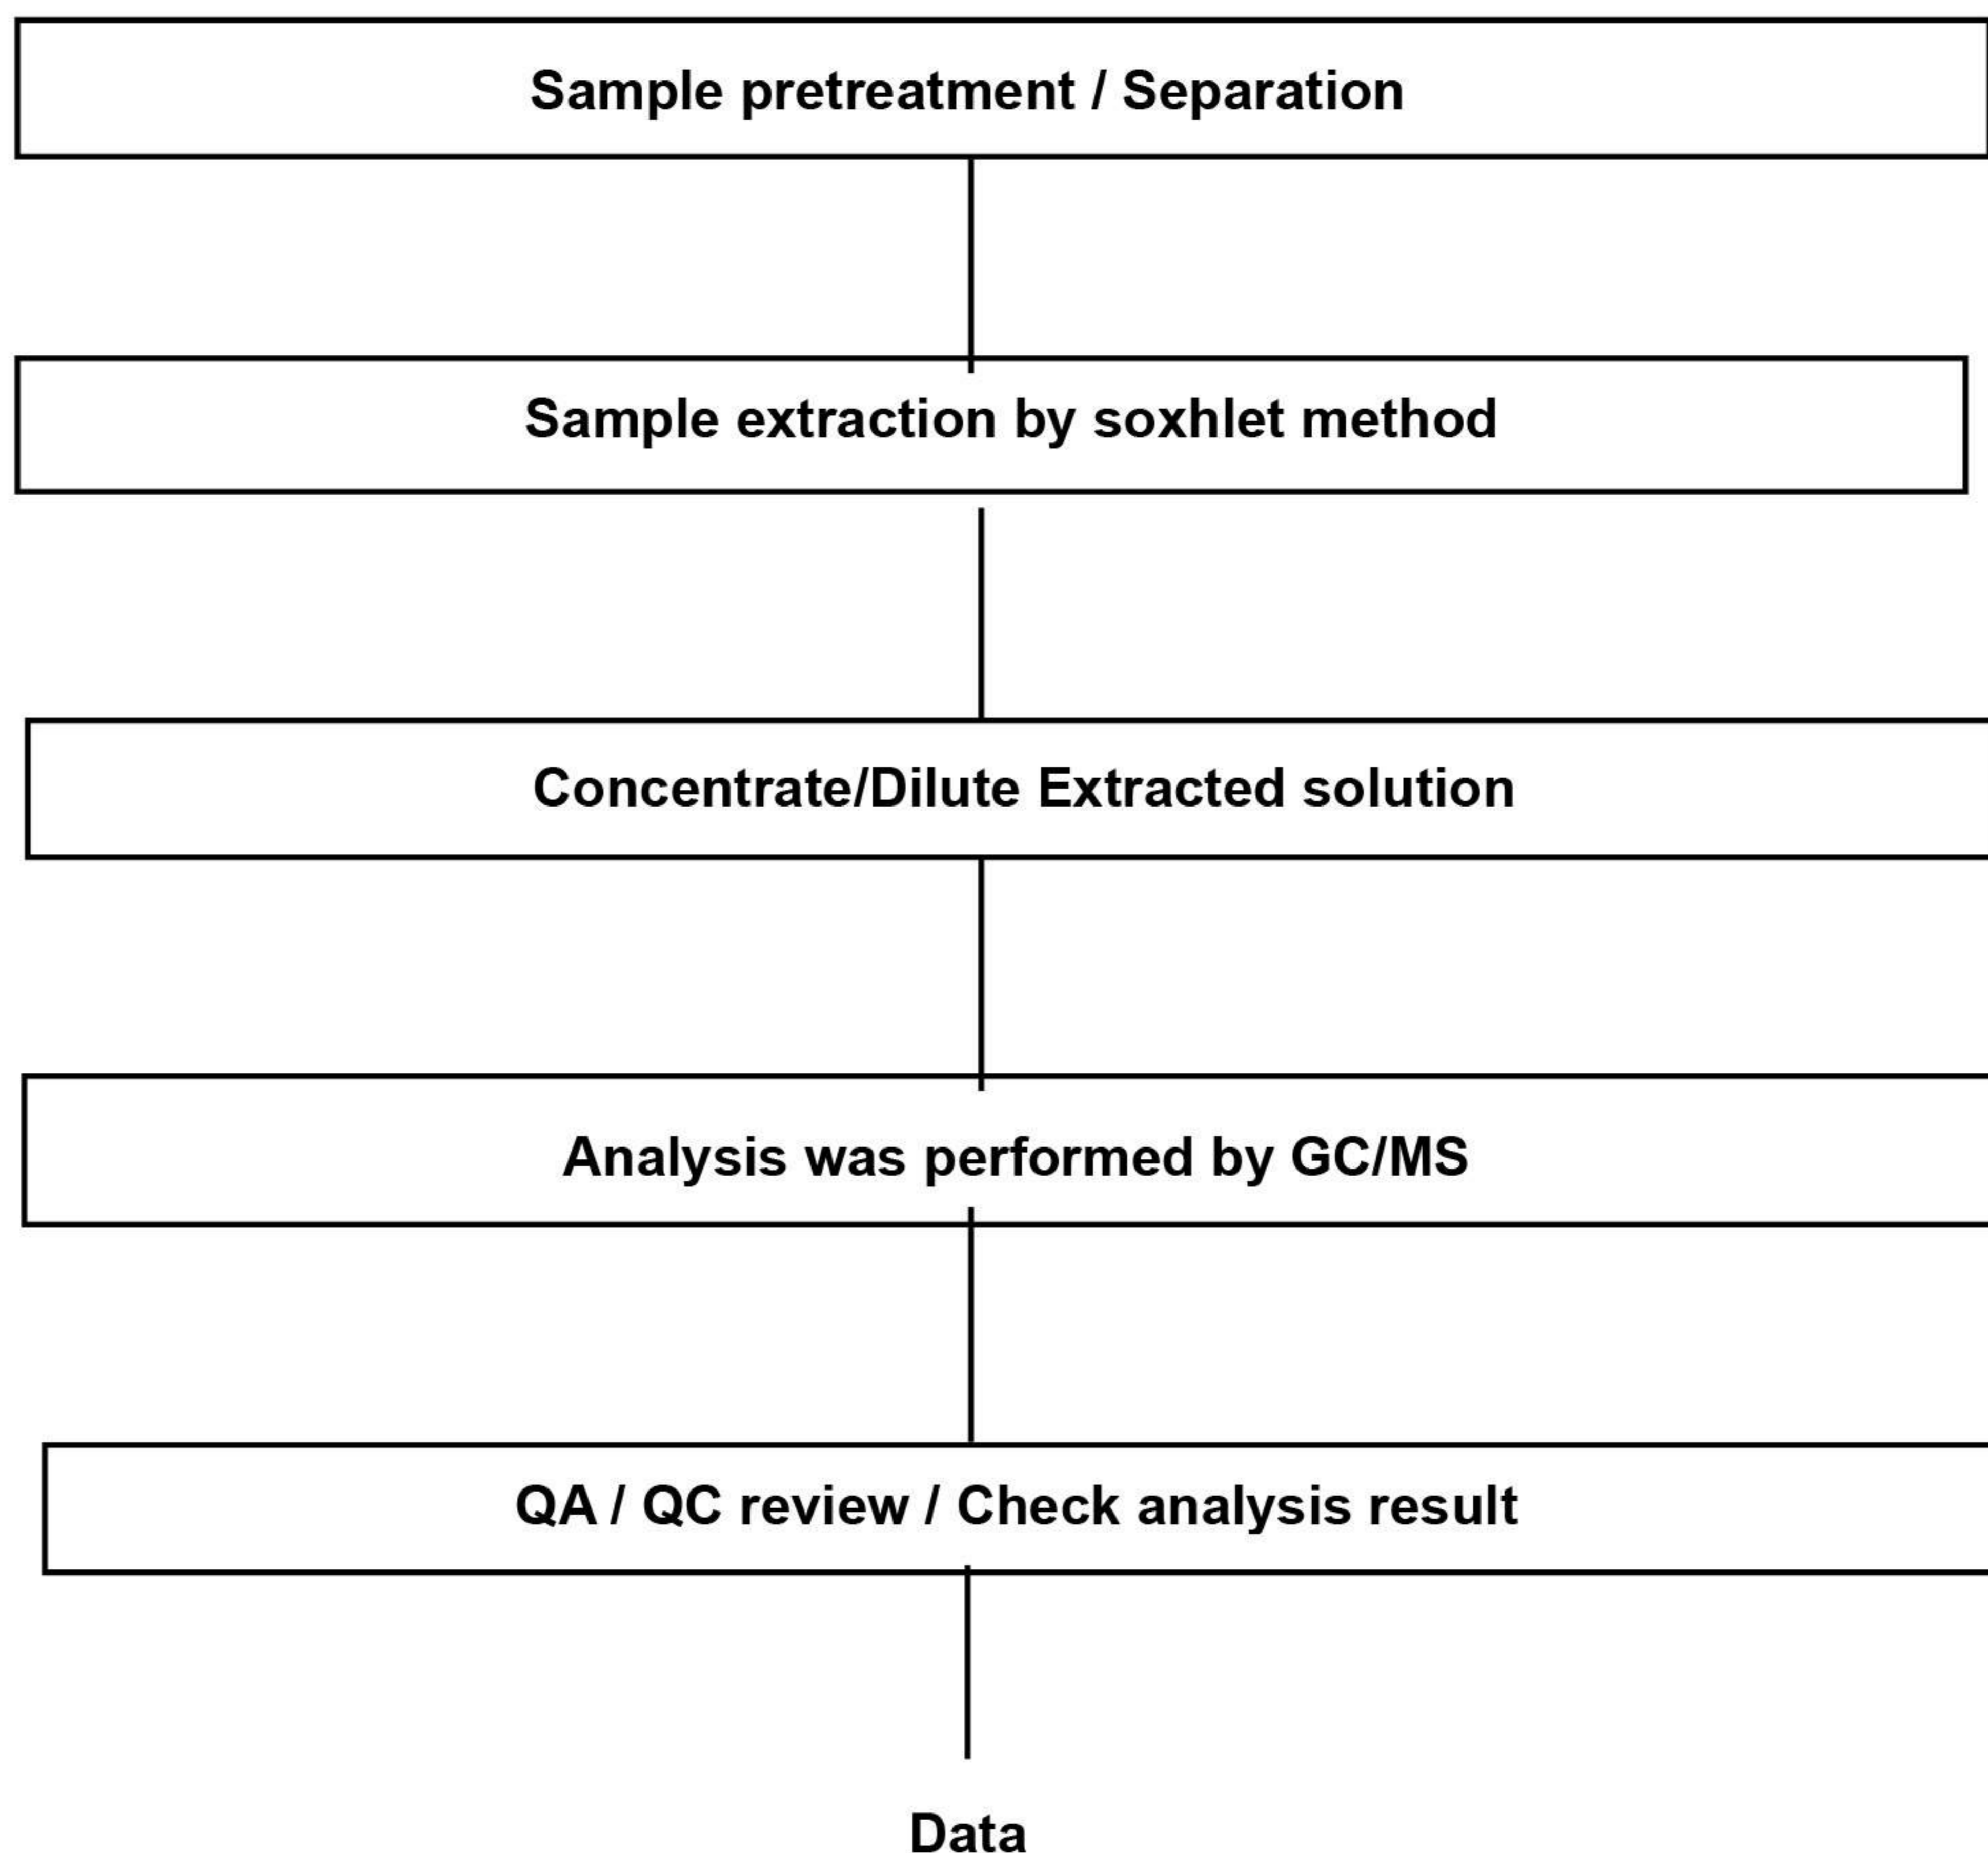 Sample pretreatment / Separation
Sample extraction by soxhlet method
Concentrate/Dilute Extracted solution
Analysis was performed by GC/MS
QA / QC review / Check analysis result
Data